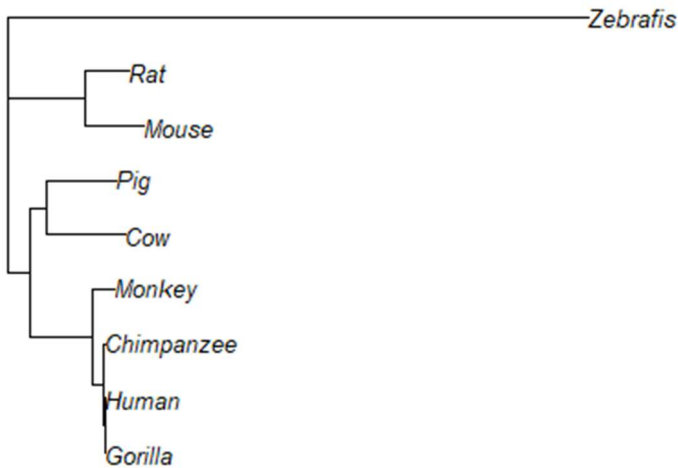 Zebrafis
Rat
Mouse
Pig
Cow
Monkey
Chimpanzee
Human
Gorilla